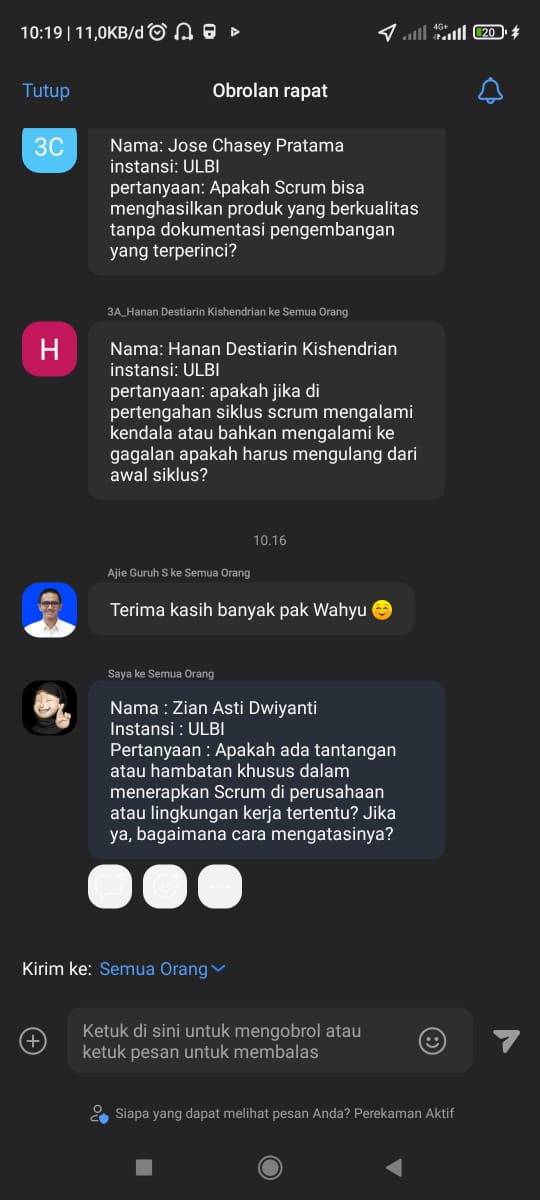 10:19 | 11,0KB/d
4G+
20
Tutup
Obrolan rapat
3C
Nama: Jose Chasey Pratama
instansi: ULBI
pertanyaan: Apakah Scrum bisa
menghasilkan produk yang berkualitas
tanpa dokumentasi pengembangan
yang terperinci?
3A_Hanan Destiarin Kishendrian ke Semua Orang
H
Nama: Hanan Destiarin Kishendrian
instansi: ULBI
pertanyaan: apakah jika di
pertengahan siklus scrum mengalami
kendala atau bahkan mengalami ke
gagalan apakah harus mengulang dari
awal siklus?
10.16
Ajie Guruh S ke Semua Orang
Terima kasih banyak pak Wahyu 😊
Saya ke Semua Orang
Nama : Zian Asti Dwiyanti
Instansi : ULBI
Pertanyaan : Apakah ada tantangan
atau hambatan khusus dalam
menerapkan Scrum di perusahaan
atau lingkungan kerja tertentu? Jika
ya, bagaimana cara mengatasinya?
Kirim ke: Semua Orang
Ketuk di sini untuk mengobrol atau
ketuk pesan untuk membalas
Siapa yang dapat melihat pesan Anda? Perekaman Aktif